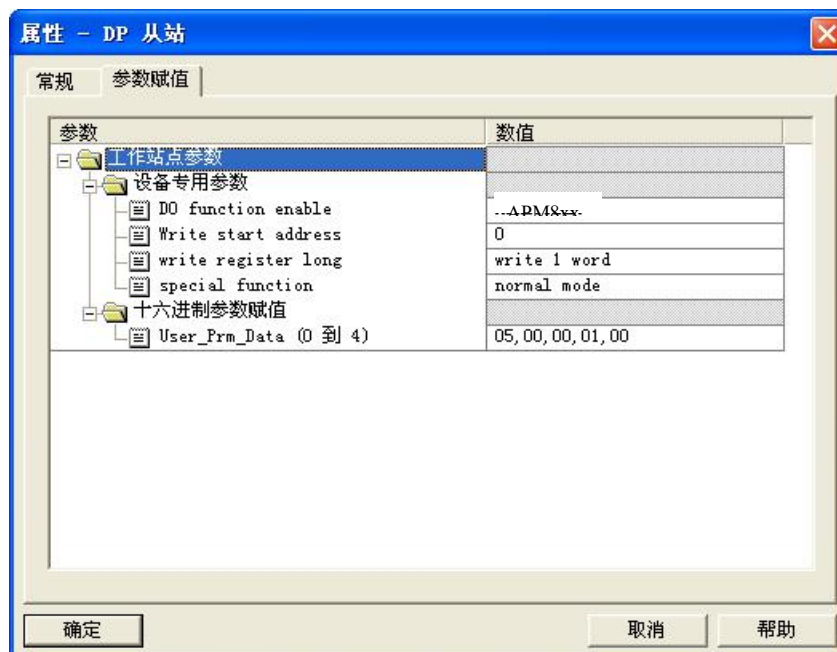 属性 - DP 从站
常规 参数赋值
参数 数值
工作站点参数
设备专用参数
DO function enable --APM8xx-
Write start address 0
write register long write 1 word
special function normal mode
十六进制参数赋值
User_Prm_Data (0 到 4) 05,00,00,01,00
确定 取消 帮助